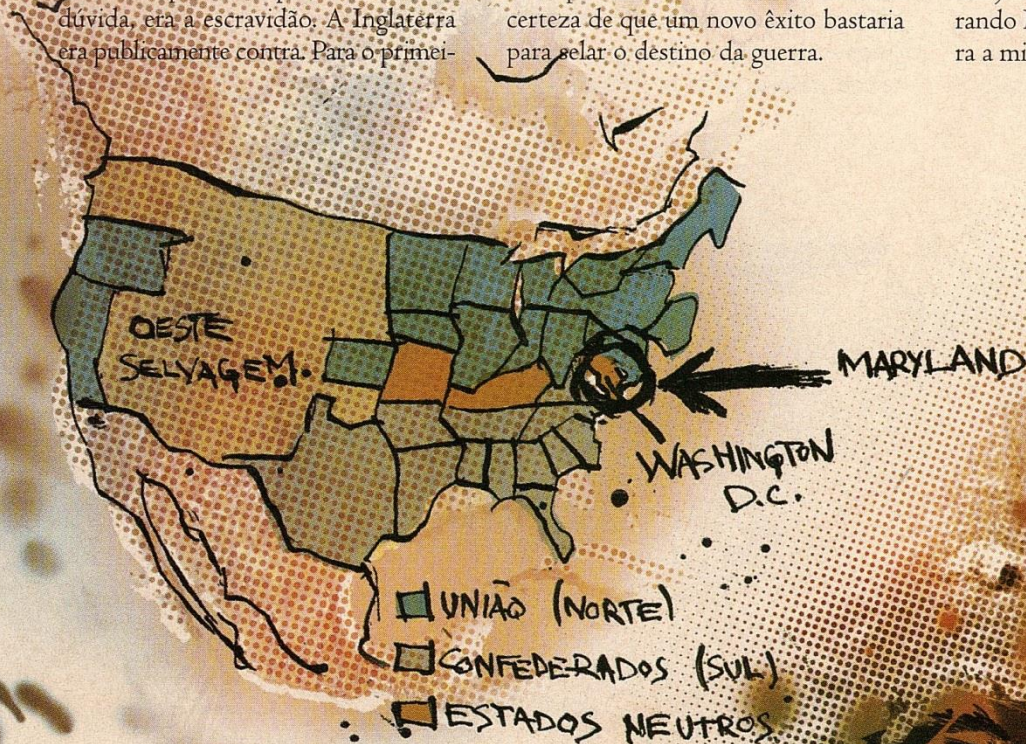 dúvida, era a escravidão. A Inglaterra
era publicamente contra. Para o primei-
certeza de que um novo êxito bastaria
para selar o destino da guerra.
rando
ra a mi
OESTE
SELVAGEM.
MARYLAND
WASHINGTON
D.C.
UNIÃO (NORTE)
CONFEDERADOS (SUL)
ESTADOS NEUTROS